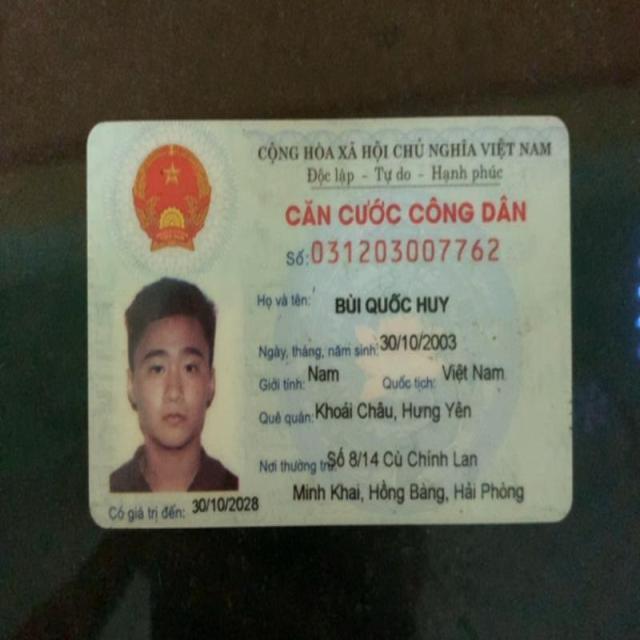 CỘNG HÒA XÃ HỘI CHỦ NGHĨA VIỆT NAM
Độc lập - Tự do - Hạnh phúc
CĂN CƯỚC CÔNG DÂN
Số: 031203007762
Họ và tên: BÙI QUỐC HUY
Ngày, tháng, năm sinh: 30/10/2003
Giới tính: Nam Quốc tịch: Việt Nam
Quê quán: Khoái Châu, Hưng Yên
Nơi thường trú: Số 8/14 Cù Chính Lan
Minh Khai, Hồng Bàng, Hải Phòng
Có giá trị đến: 30/10/2028